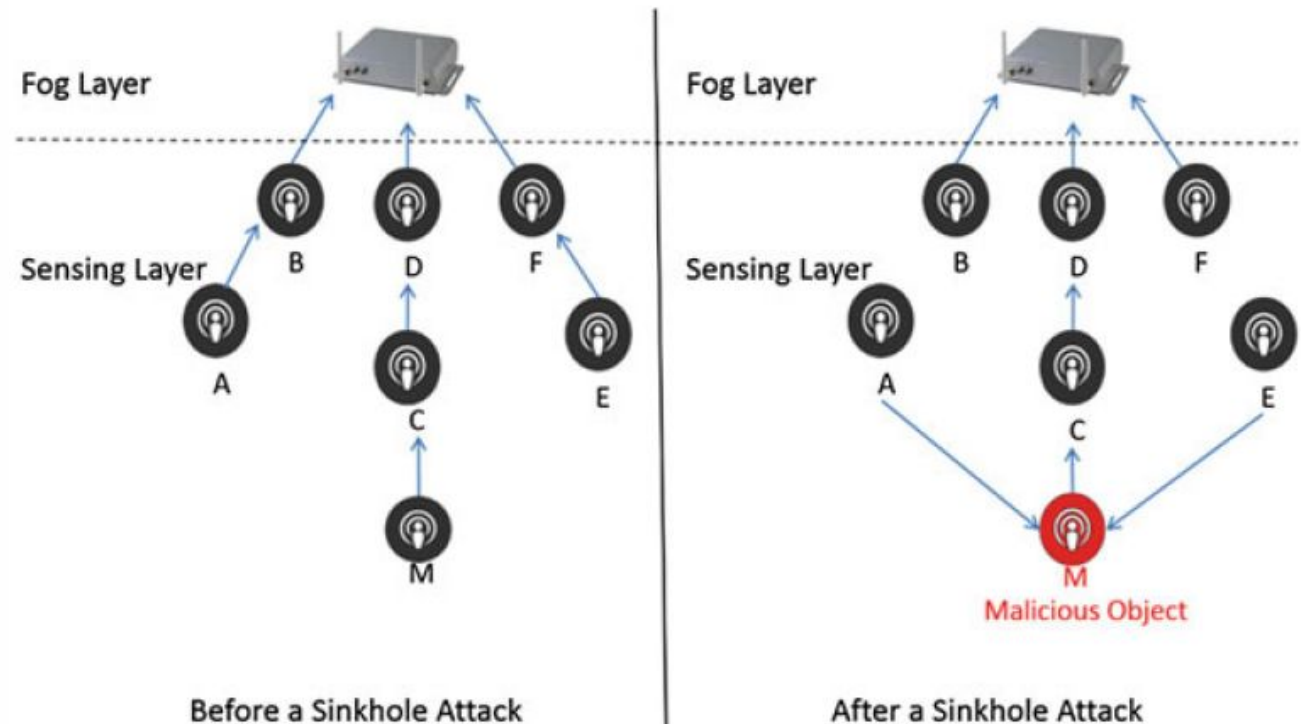 Fog Layer
B
D
F
Sensing Layer
A
E
C
M
Before a Sinkhole Attack
Fog Layer
B
D
F
Sensing Layer
A
E
C
M
Malicious Object
After a Sinkhole Attack